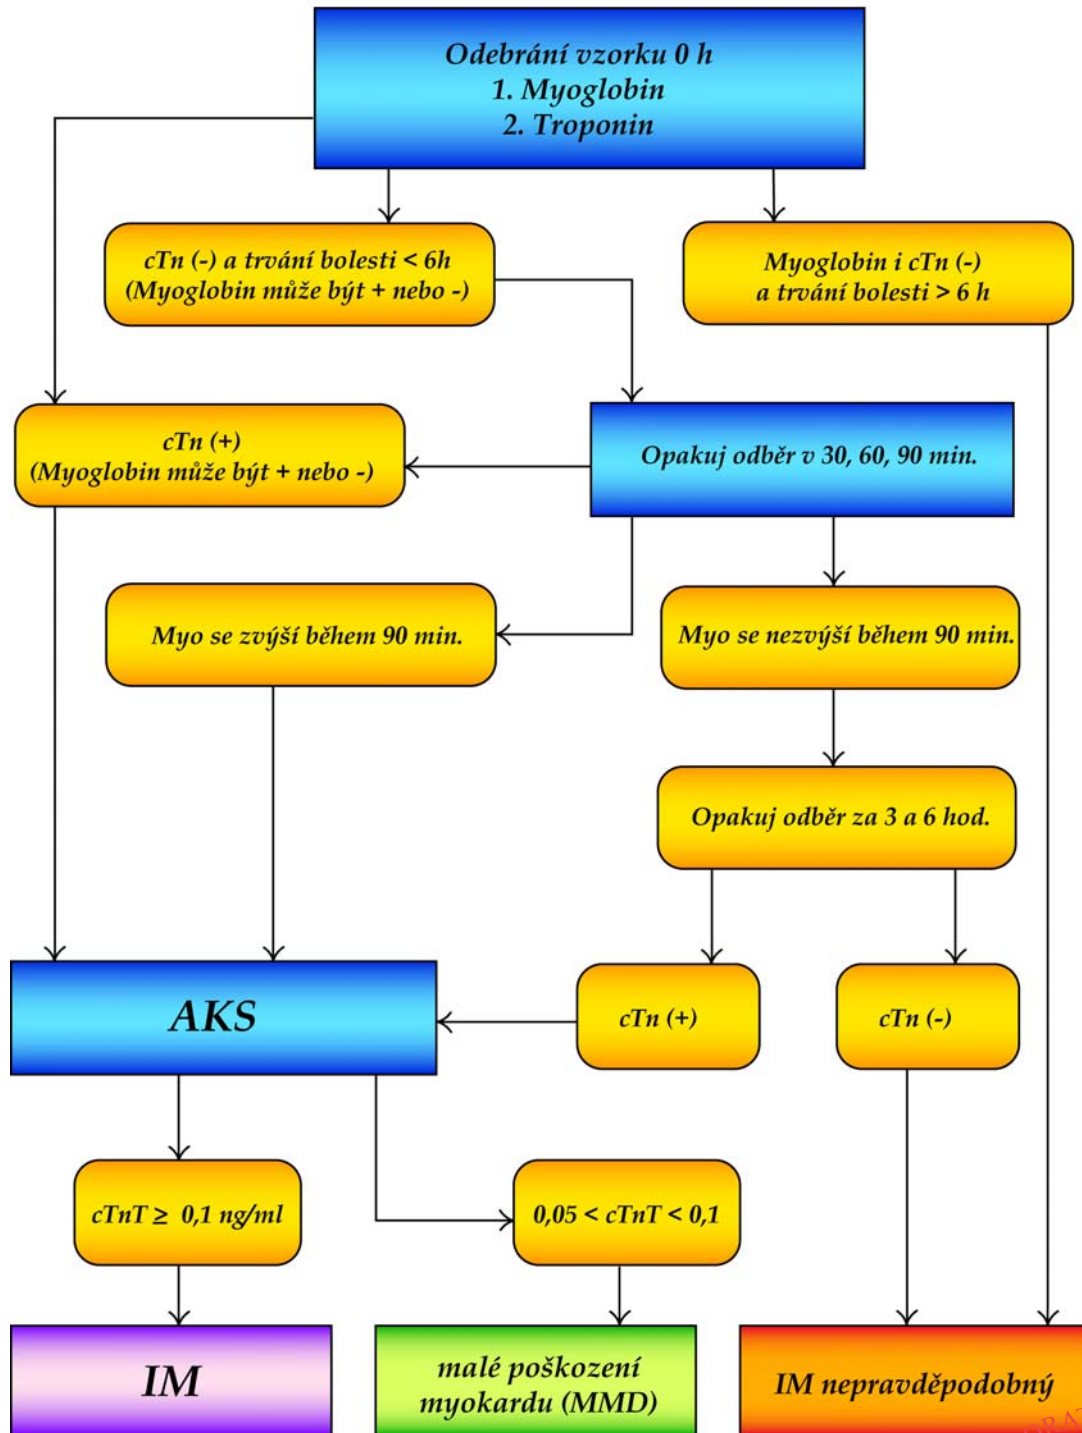 Odebrání vzorku 0 h
1. Myoglobin
2. Troponin
cTn (-) a trvání bolesti < 6h
(Myoglobin může být + nebo -)
Myoglobin i cTn (-)
a trvání bolesti > 6 h
cTn (+)
(Myoglobin může být + nebo -)
Opakuj odběr v 30, 60, 90 min.
Myo se zvýší během 90 min.
Myo se nezvýší během 90 min.
Opakuj odběr za 3 a 6 hod.
AKS
cTn (+)
cTn (-)
cTnT ≥ 0,1 ng/ml
0,05 < cTnT < 0,1
IM
malé poškození
myokardu (MMD)
IM nepravděpodobný